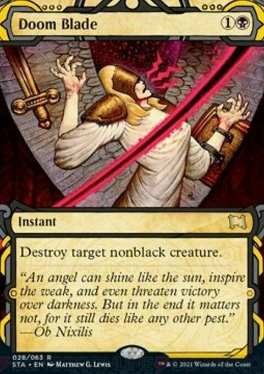 Doom Blade 1
Instant
Destroy target nonblack creature.
"An angel can shine like the sun, inspire
the weak, and even threaten victory
over darkness. But in the end it matters
not, for it still dies like any other pest."
—Ob Nixilis
028/063 R
STA • EN MATTHEW G. LEWIS
™ & © 2021 Wizards of the Coast